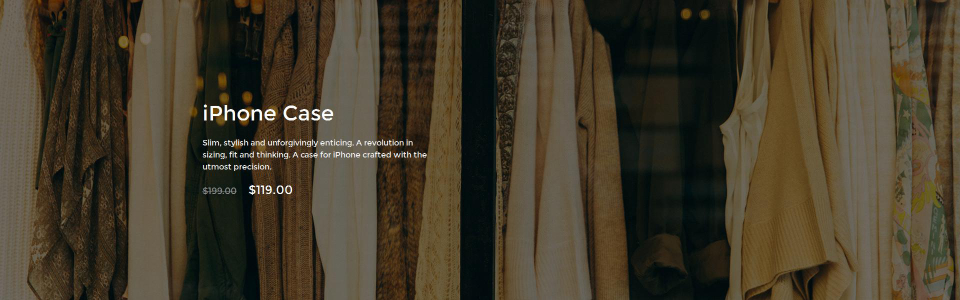 iPhone Case
Slim, stylish and unforgivingly enticing. A revolution in
sizing, fit and thinking. A case for iPhone crafted with the
utmost precision.
$199.00 $119.00